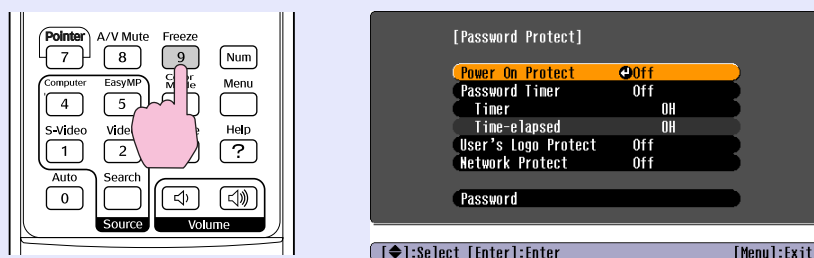 Pointer A/V Mute Freeze
7 8 9 Num
Computer EasyMP Menu
4 5
S-Video Help
1 2 ?
Auto Search
0
Source Volume
[Password Protect]
Power On Protect Off
Password Timer Off
Timer 0H
Time-elapsed 0H
User's Logo Protect Off
Network Protect Off
Password
[◆]:Select [Enter]:Enter [Menu]:Exit